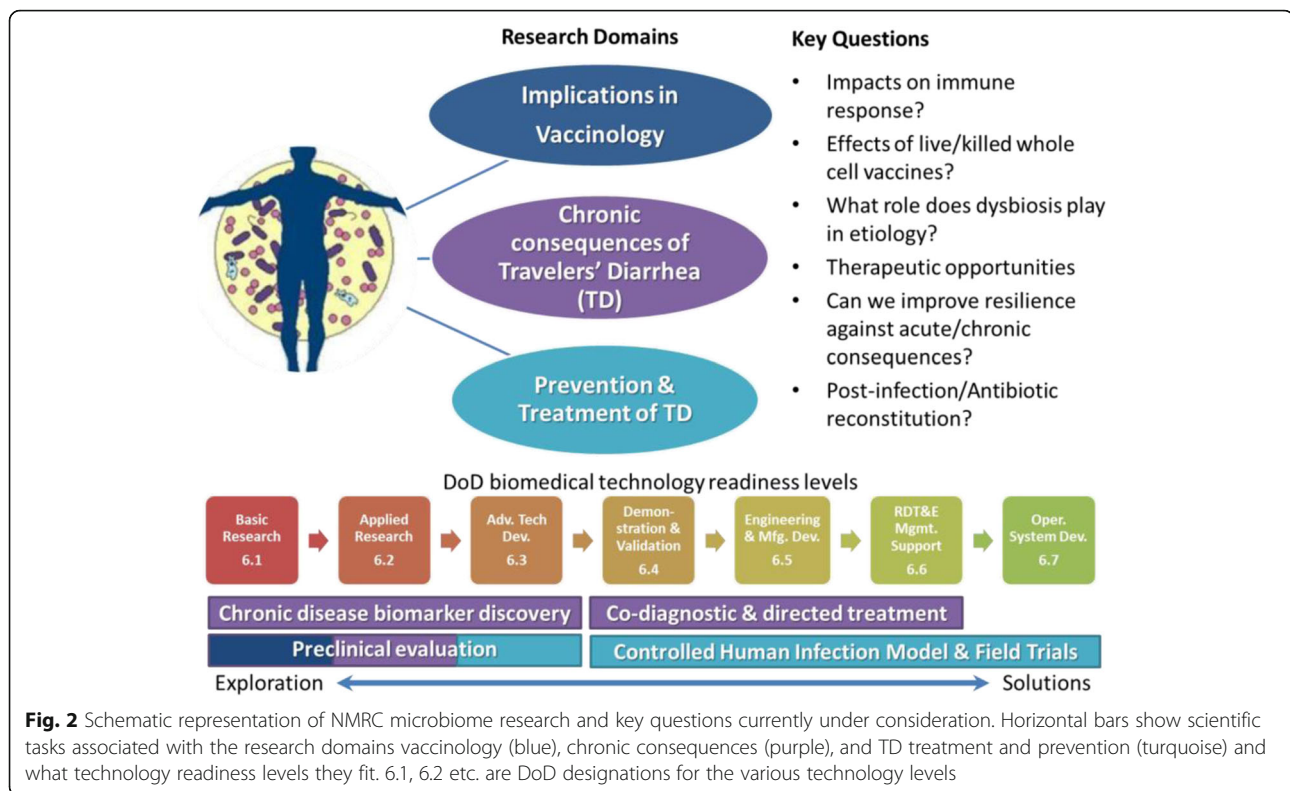 Research Domains
Implications in
Vaccinology
Chronic
consequences of
Travelers' Diarrhea
(TD)
Prevention &
Treatment of TD
Key Questions
• Impacts on immune
response?
• Effects of live/killed whole
cell vaccines?
• What role does dysbiosis play
in etiology?
• Therapeutic opportunities
• Can we improve resilience
against acute/chronic
consequences?
• Post-infection/Antibiotic
reconstitution?
DoD biomedical technology readiness levels
Basic
Research
6.1
Applied
Research
6.2
Adv. Tech
Dev.
6.3
Demon-
stration &
Validation
6.4
Engineering
& Mfg. Dev.
6.5
RDT&E
Mgmt.
Support
6.6
Oper.
System Dev.
6.7
Chronic disease biomarker discovery
Co-diagnostic & directed treatment
Preclinical evaluation
Controlled Human Infection Model & Field Trials
Exploration
Solutions
Fig. 2 Schematic representation of NMRC microbiome research and key questions currently under consideration. Horizontal bars show scientific
tasks associated with the research domains vaccinology (blue), chronic consequences (purple), and TD treatment and prevention (turquoise) and
what technology readiness levels they fit. 6.1, 6.2 etc. are DoD designations for the various technology levels